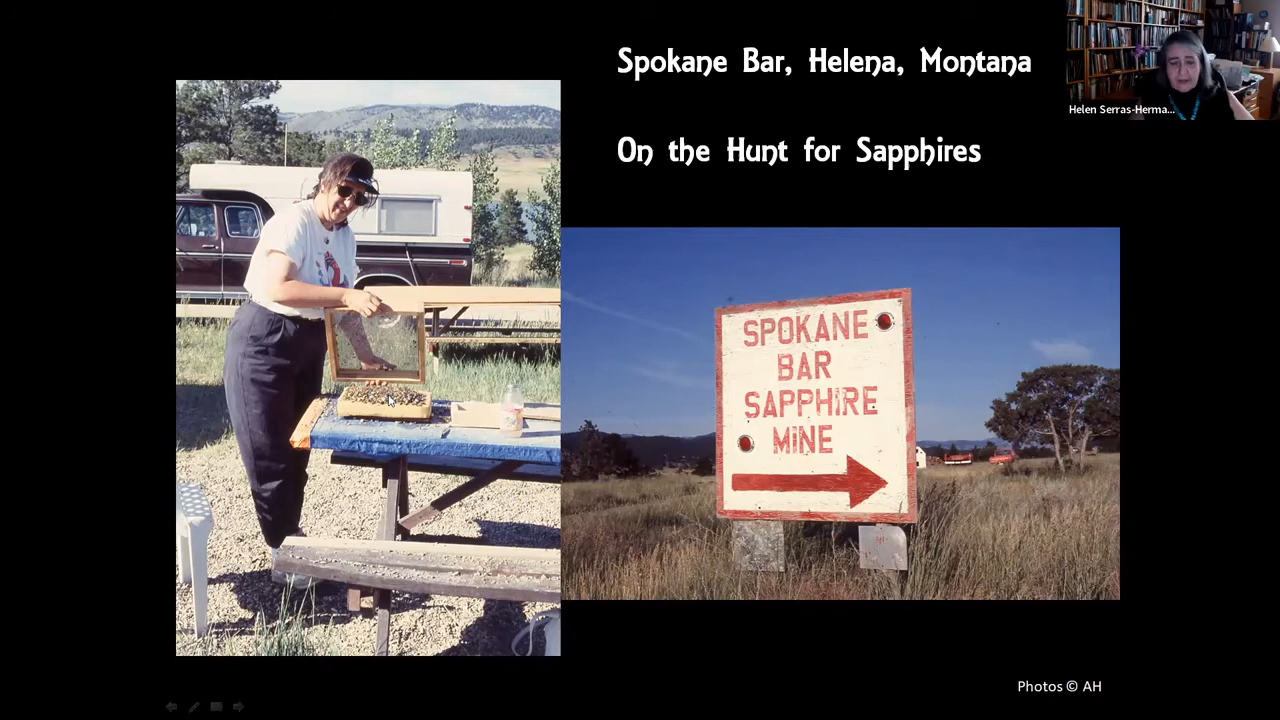 Spokane Bar, Helena, Montana
On the Hunt for Sapphires
Helen Serras-Herma...
SPOKANE
BAR
SAPPHIRE
MINE
Photos © AH